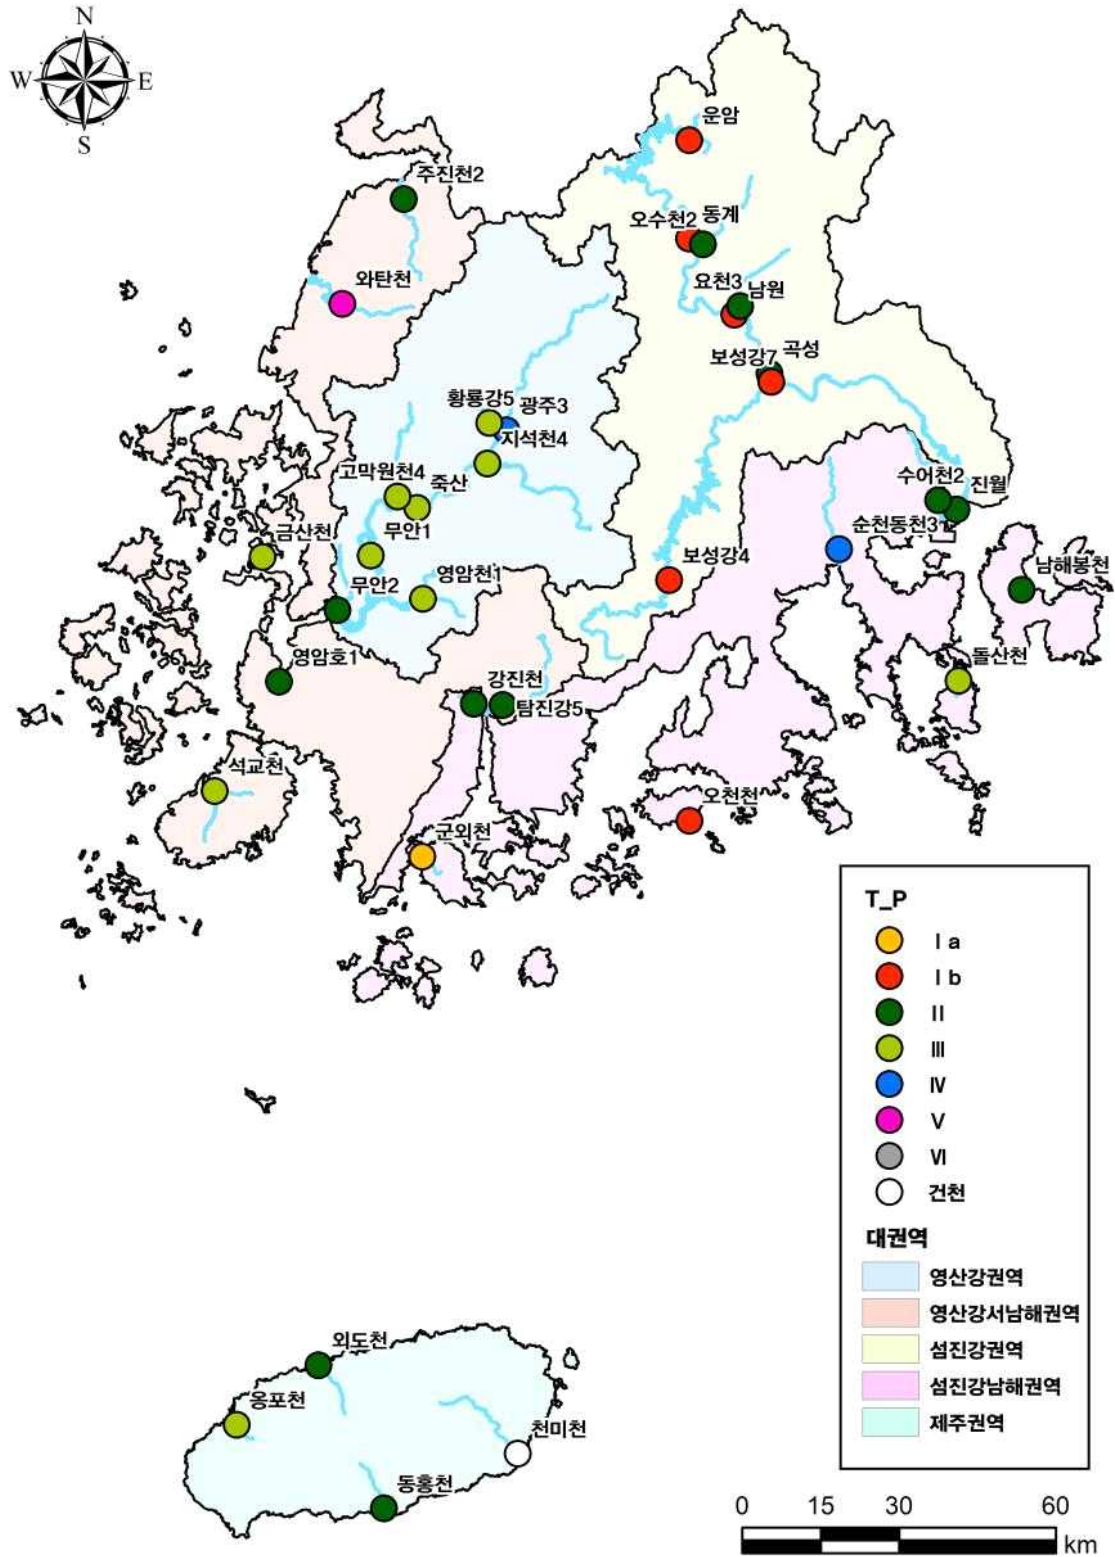 N
W E
S
운암
주진천2
오수천2 동계
와탄천
요천3 남원
보성강7 곡성
황룡강5 광주3
지석천4
고막원천4 죽산
수어천2 진월
금산천 무안1 순천동천3
무안2 영암천1 보성강4 남해봉천
영암호1 돌산천
강진천
탐진강5
석교천
오천천
군외천
T_P
Ⅰa
Ⅰb
Ⅱ
Ⅲ
Ⅳ
Ⅴ
Ⅵ
건천
대권역
영산강권역
영산강서남해권역
섬진강권역
섬진강남해권역
제주권역
외도천
옹포천
천미천
동홍천
0 15 30 60
km